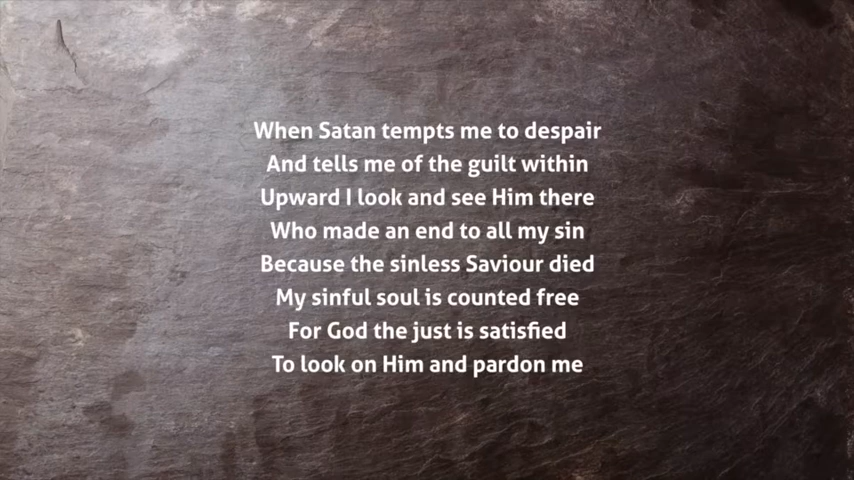 When Satan tempts me to despair
And tells me of the guilt within
Upward I look and see Him there
Who made an end to all my sin
Because the sinless Saviour died
My sinful soul is counted free
For God the just is satisfied
To look on Him and pardon me